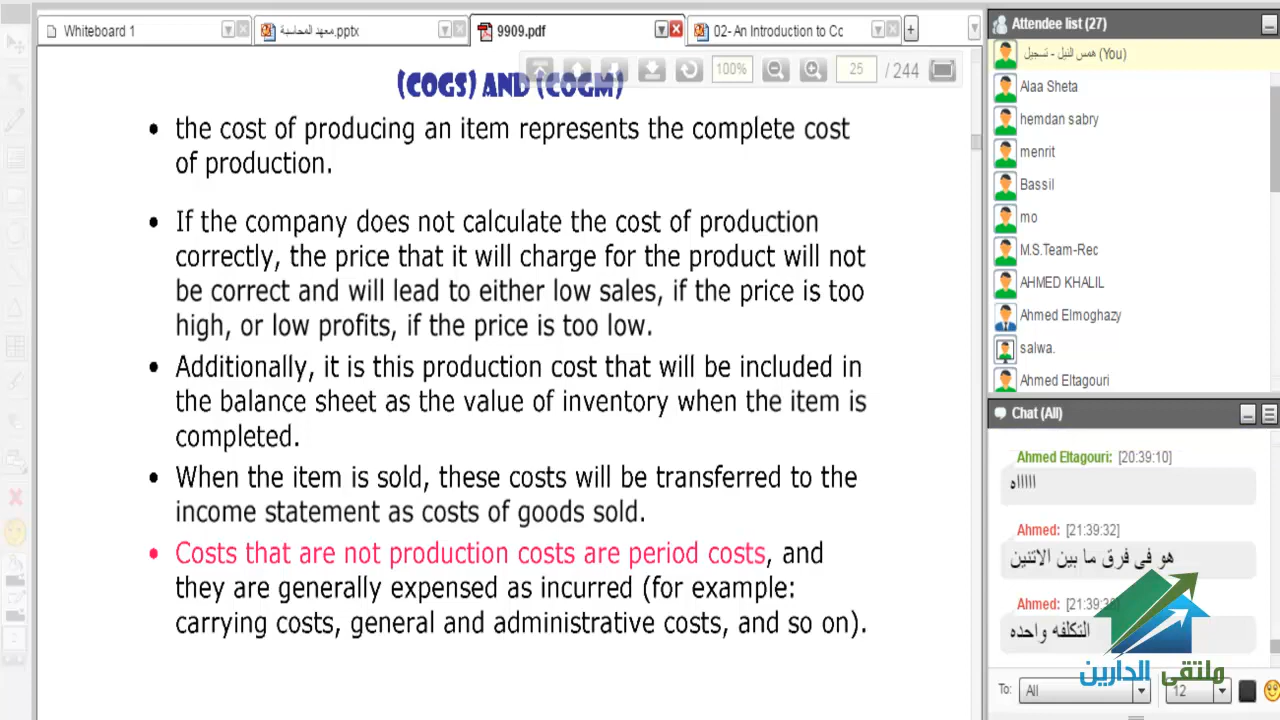 Whiteboard 1
معهد المحاسبة.pptx
9909.pdf
02- An Introduction to Cc
+
100%
25
/ 244
(COGS) AND (COGM)
• the cost of producing an item represents the complete cost
of production.
• If the company does not calculate the cost of production
correctly, the price that it will charge for the product will not
be correct and will lead to either low sales, if the price is too
high, or low profits, if the price is too low.
• Additionally, it is this production cost that will be included in
the balance sheet as the value of inventory when the item is
completed.
• When the item is sold, these costs will be transferred to the
income statement as costs of goods sold.
• Costs that are not production costs are period costs, and
they are generally expensed as incurred (for example:
carrying costs, general and administrative costs, and so on).
Attendee list (27)
همس النيل - تسجيل (You)
Alaa Sheta
hemdan sabry
menrit
Bassil
mo
M.S.Team-Rec
AHMED KHALIL
Ahmed Elmoghazy
salwa.
Ahmed Eltagouri
Chat (All)
Ahmed Eltagouri: [20:39:10]
اااااه
Ahmed: [21:39:32]
هو فى فرق ما بين الاتنين
Ahmed:
التكلفه واحده
ملتقى الدارين
To:
All
12